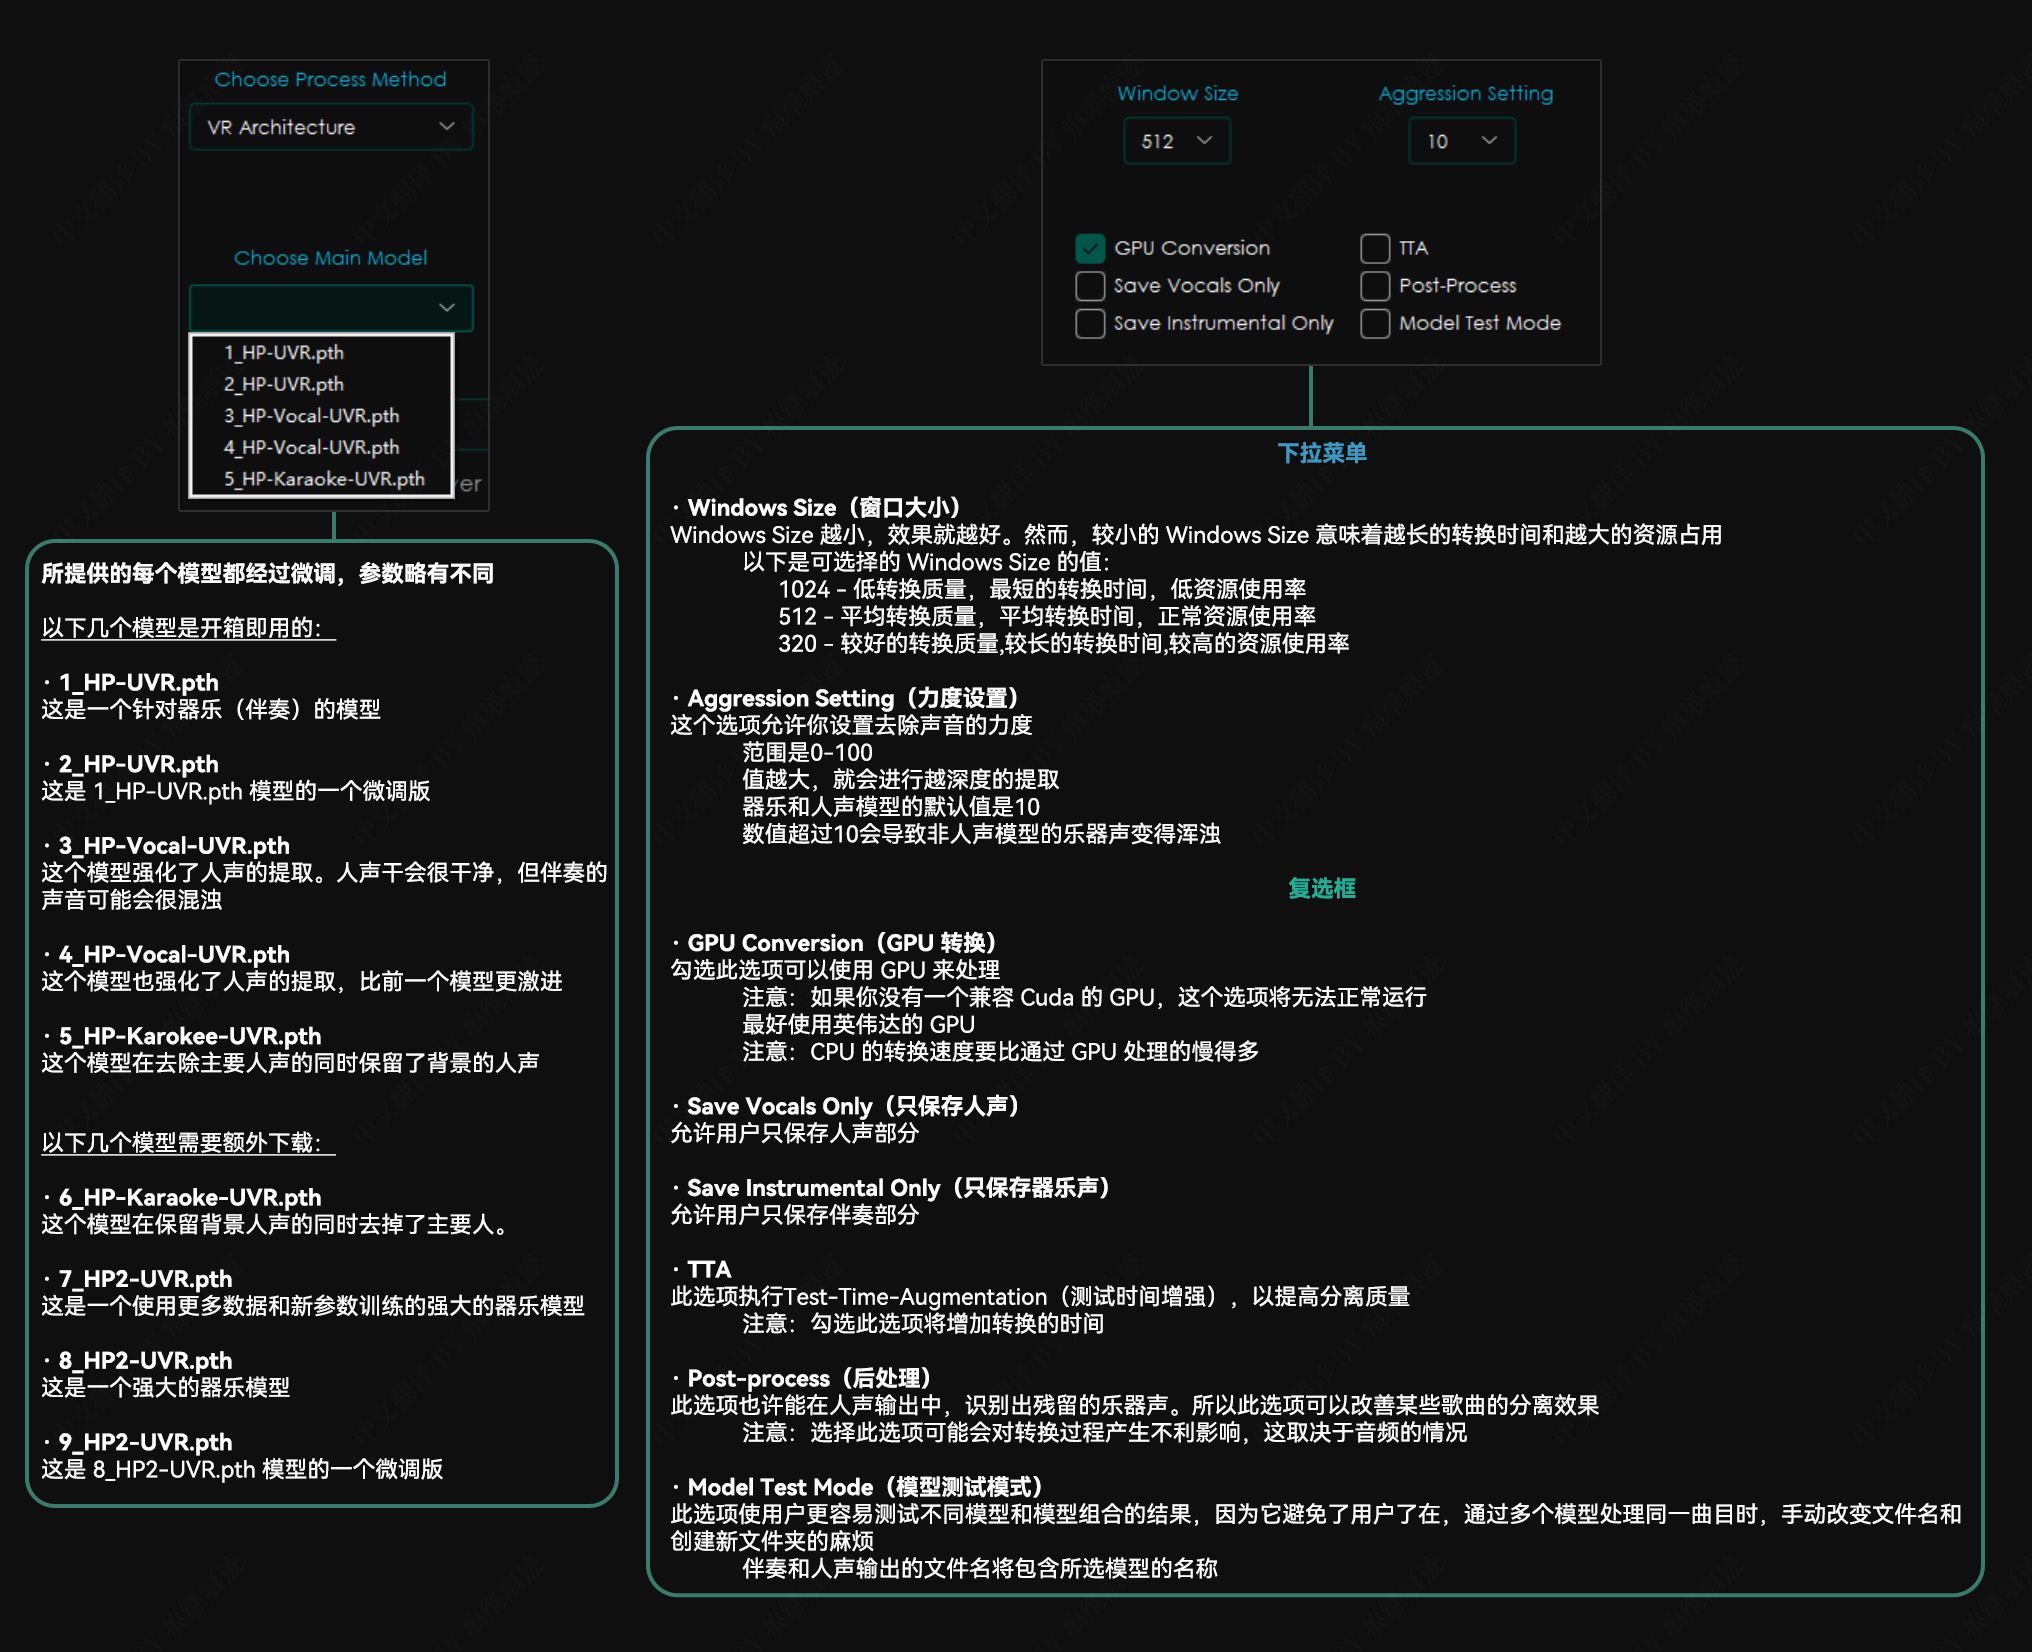 Choose Process Method
VR Architecture
Choose Main Model
1_HP-UVR.pth
2_HP-UVR.pth
3_HP-Vocal-UVR.pth
4_HP-Vocal-UVR.pth
5_HP-Karaoke-UVR.pth
ver
所提供的每个模型都经过微调，参数略有不同
以下几个模型是开箱即用的：
· 1_HP-UVR.pth
这是一个针对器乐（伴奏）的模型
· 2_HP-UVR.pth
这是 1_HP-UVR.pth 模型的一个微调版
· 3_HP-Vocal-UVR.pth
这个模型强化了人声的提取。人声干会很干净，但伴奏的
声音可能会很混浊
· 4_HP-Vocal-UVR.pth
这个模型也强化了人声的提取，比前一个模型更激进
· 5_HP-Karokee-UVR.pth
这个模型在去除主要人声的同时保留了背景的人声
以下几个模型需要额外下载：
· 6_HP-Karaoke-UVR.pth
这个模型在保留背景人声的同时去掉了主要人。
· 7_HP2-UVR.pth
这是一个使用更多数据和新参数训练的强大的器乐模型
· 8_HP2-UVR.pth
这是一个强大的器乐模型
· 9_HP2-UVR.pth
这是 8_HP2-UVR.pth 模型的一个微调版
Window Size
Aggression Setting
512
10
GPU Conversion
TTA
Save Vocals Only
Post-Process
Save Instrumental Only
Model Test Mode
下拉菜单
· Windows Size（窗口大小）
Windows Size 越小，效果就越好。然而，较小的 Windows Size 意味着越长的转换时间和越大的资源占用
以下是可选择的 Windows Size 的值：
1024 - 低转换质量，最短的转换时间，低资源使用率
512 - 平均转换质量，平均转换时间，正常资源使用率
320 - 较好的转换质量,较长的转换时间,较高的资源使用率
· Aggression Setting（力度设置）
这个选项允许你设置去除声音的力度
范围是0-100
值越大，就会进行越深度的提取
器乐和人声模型的默认值是10
数值超过10会导致非人声模型的乐器声变得浑浊
复选框
· GPU Conversion（GPU 转换）
勾选此选项可以使用 GPU 来处理
注意：如果你没有一个兼容 Cuda 的 GPU，这个选项将无法正常运行
最好使用英伟达的 GPU
注意：CPU 的转换速度要比通过 GPU 处理的慢得多
· Save Vocals Only（只保存人声）
允许用户只保存人声部分
· Save Instrumental Only（只保存器乐声）
允许用户只保存伴奏部分
· TTA
此选项执行Test-Time-Augmentation（测试时间增强），以提高分离质量
注意：勾选此选项将增加转换的时间
· Post-process（后处理）
此选项也许能在人声输出中，识别出残留的乐器声。所以此选项可以改善某些歌曲的分离效果
注意：选择此选项可能会对转换过程产生不利影响，这取决于音频的情况
· Model Test Mode（模型测试模式）
此选项使用户更容易测试不同模型和模型组合的结果，因为它避免了用户了在，通过多个模型处理同一曲目时，手动改变文件名和
创建新文件夹的麻烦
伴奏和人声输出的文件名将包含所选模型的名称